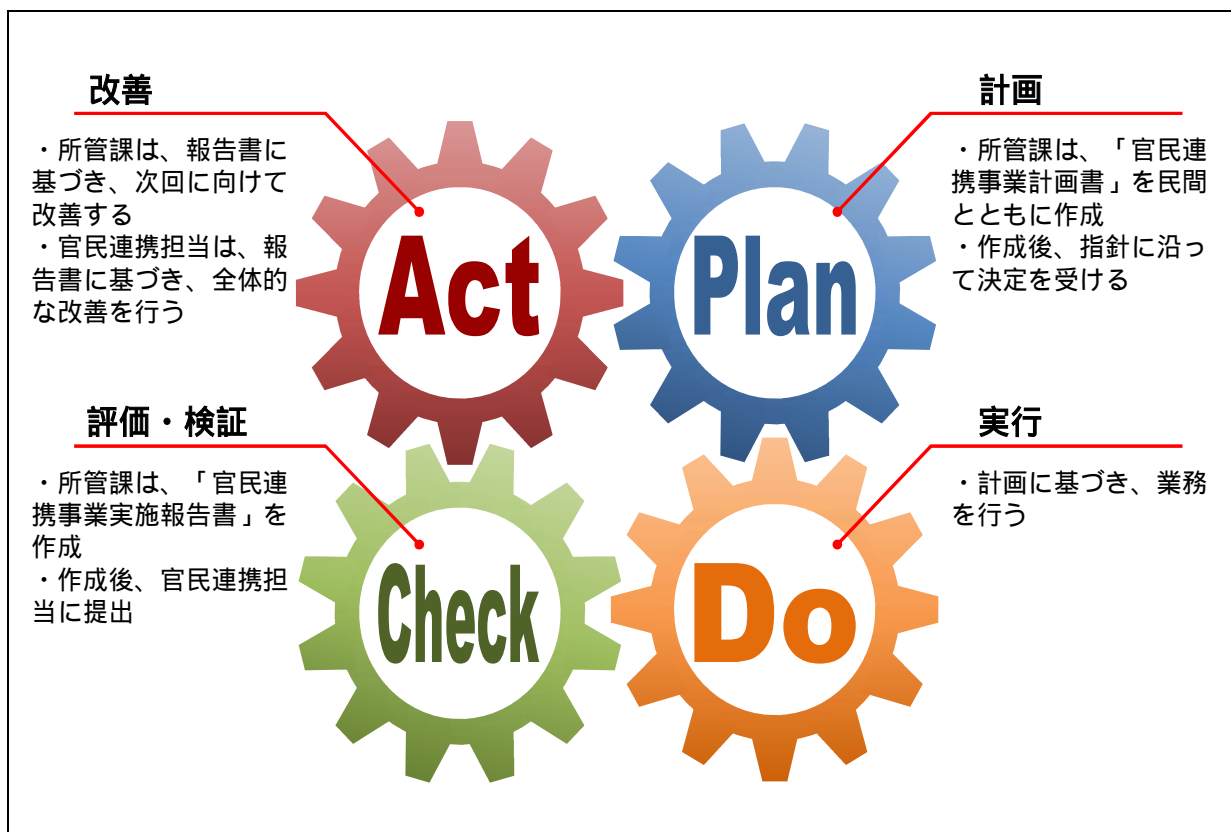 改善
・所管課は、報告書に
基づき、次回に向けて
改善する
・官民連携担当は、報
告書に基づき、全体的
な改善を行う
Act
計画
・所管課は、「官民連
携事業計画書」を民間
とともに作成
・作成後、指針に沿っ
て決定を受ける
Plan
評価・検証
・所管課は、「官民連
携事業実施報告書」を
作成
・作成後、官民連携担
当に提出
Check
実行
・計画に基づき、業務
を行う
Do